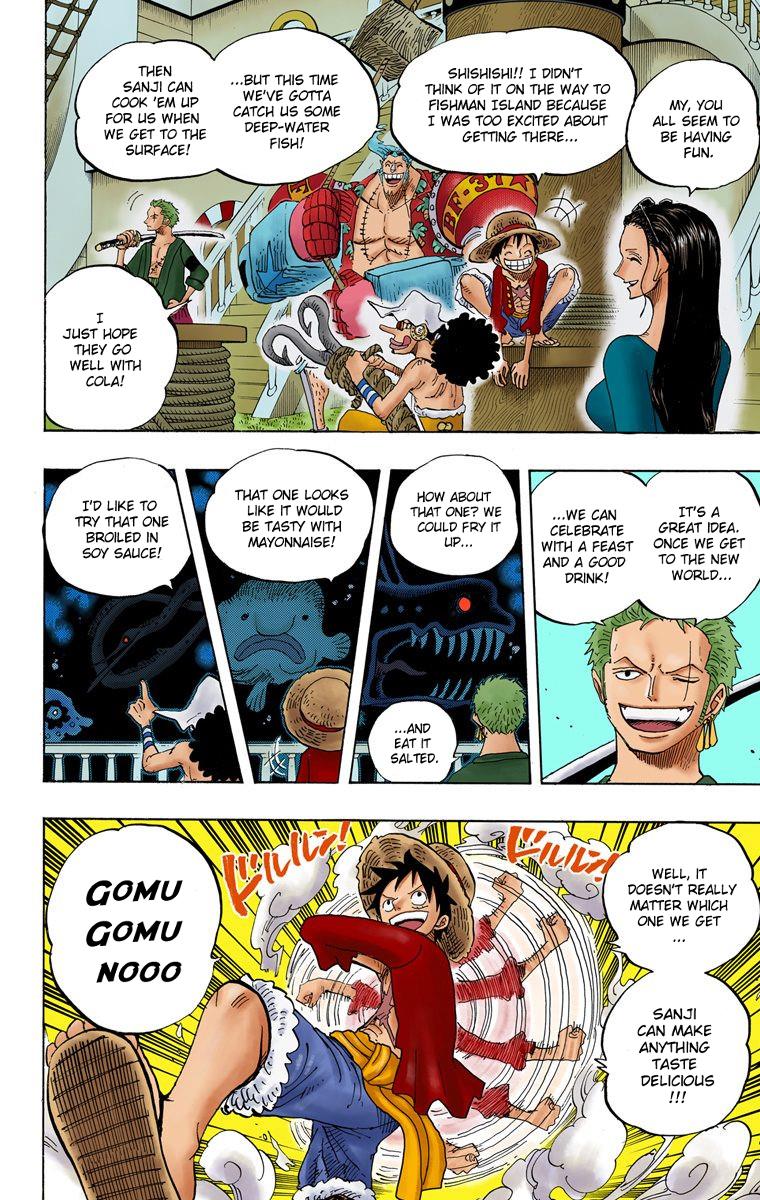 MY, YOU
ALL SEEM TO
BE HAVING
FUN.
SHISHISHI!! I DIDN'T
THINK OF IT ON THE WAY TO
FISHMAN ISLAND BECAUSE
I WAS TOO EXCITED ABOUT
GETTING THERE...
...BUT THIS TIME
WE'VE GOTTA
CATCH US SOME
DEEP-WATER
FISH!
THEN
SANJI CAN
COOK 'EM UP
FOR US WHEN
WE GET TO THE
SURFACE!
BF-37
I
JUST HOPE
THEY GO
WELL WITH
COLA!
IT'S A
GREAT IDEA.
ONCE WE GET
TO THE NEW
WORLD...
...WE CAN
CELEBRATE
WITH A FEAST
AND A GOOD
DRINK!
HOW ABOUT
THAT ONE? WE
COULD FRY IT
UP...
...AND
EAT IT
SALTED.
THAT ONE LOOKS
LIKE IT WOULD
BE TASTY WITH
MAYONNAISE!
I'D LIKE TO
TRY THAT ONE
BROILED IN
SOY SAUCE!
WELL, IT
DOESN'T REALLY
MATTER WHICH
ONE WE GET
...
SANJI
CAN MAKE
ANYTHING
TASTE
DELICIOUS
!!!
ドルルン!
ドルルン!
GOMU
GOMU
NOOO